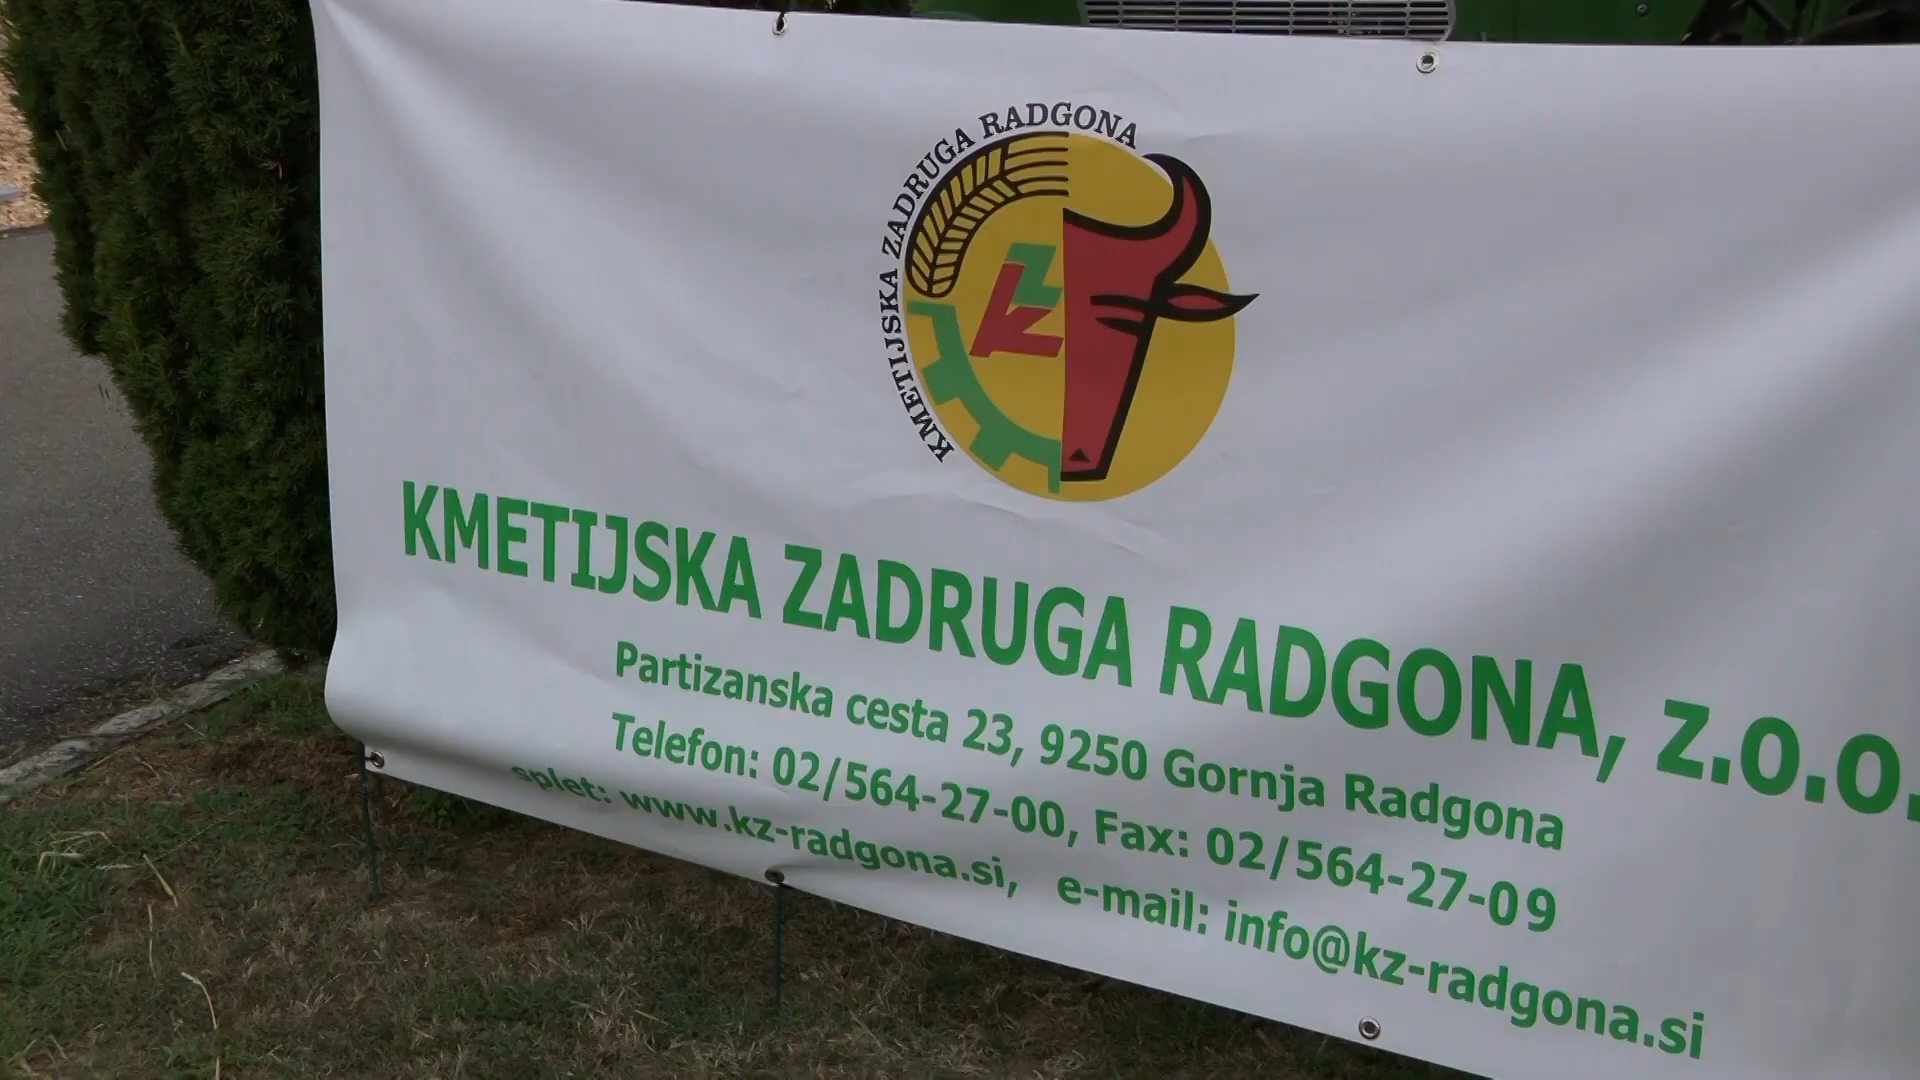 KMETIJSKA ZADRUGA RADGONA
KZ
KMETIJSKA ZADRUGA RADGONA, z.o.o.
Partizanska cesta 23, 9250 Gornja Radgona
Telefon: 02/564-27-00, Fax: 02/564-27-09
splet: www.kz-radgona.si, e-mail: info@kz-radgona.si